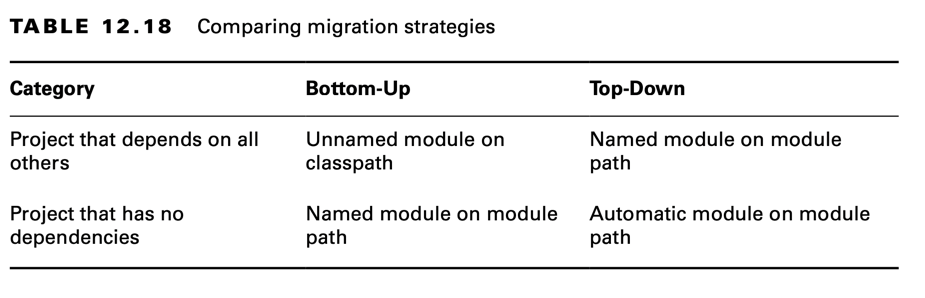 TABLE 12.18 Comparing migration strategies
Category Bottom-Up Top-Down
Project that depends on all Unnamed module on Named module on module
others classpath path
Project that has no Named module on module Automatic module on module
dependencies path path